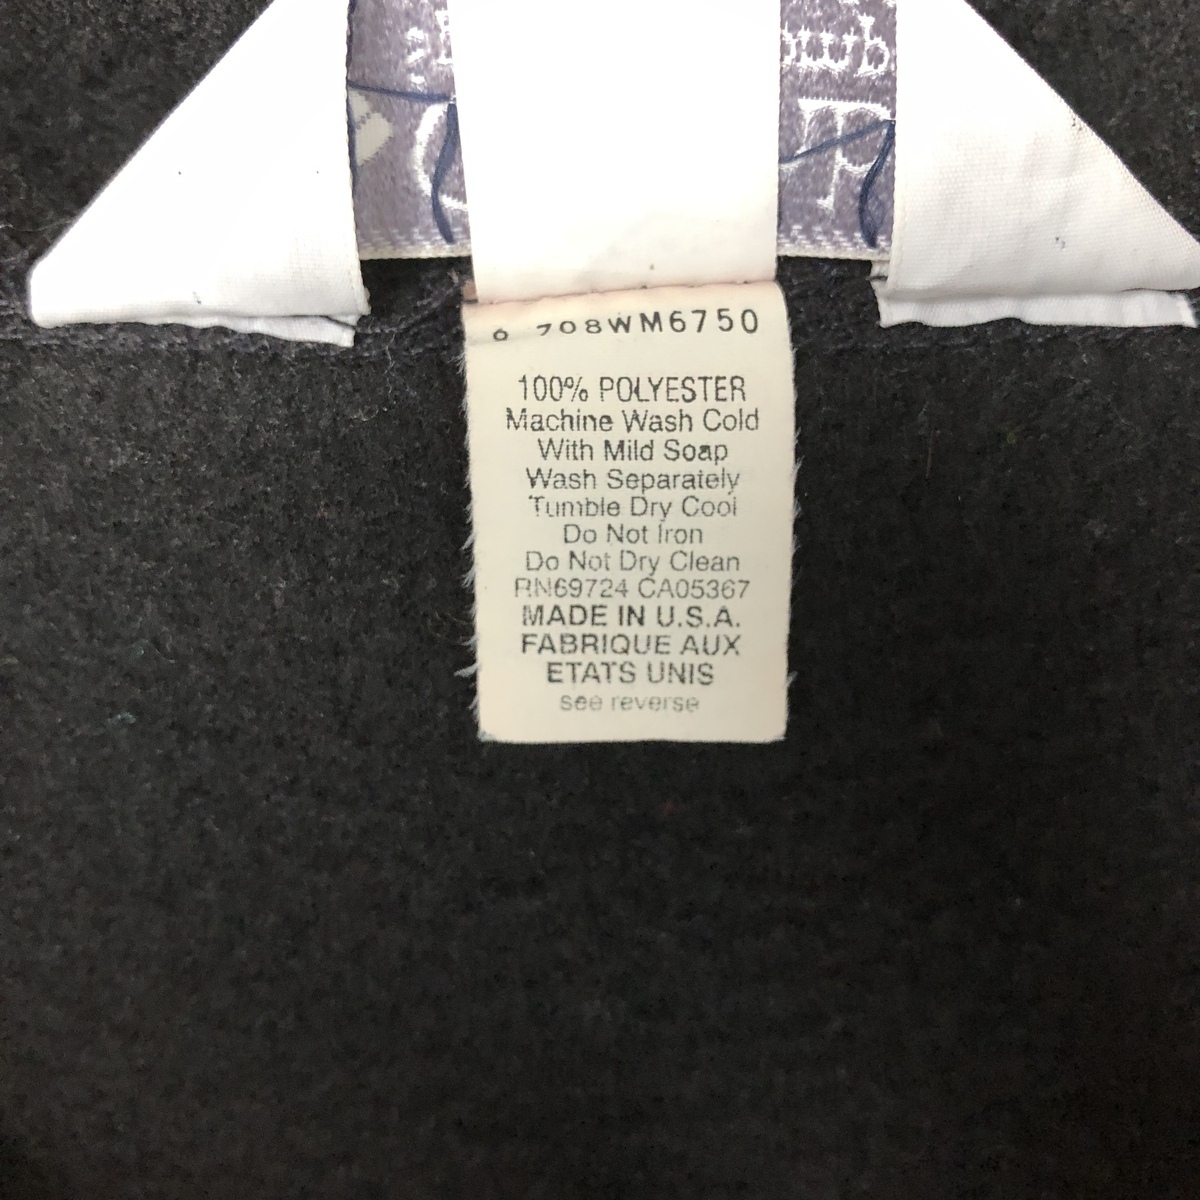 6 708WM6750
100% POLYESTER
Machine Wash Cold
With Mild Soap
Wash Separately
Tumble Dry Cool
Do Not Iron
Do Not Dry Clean
RN69724 CA05367
MADE IN U.S.A.
FABRIQUE AUX
ETATS UNIS
see reverse